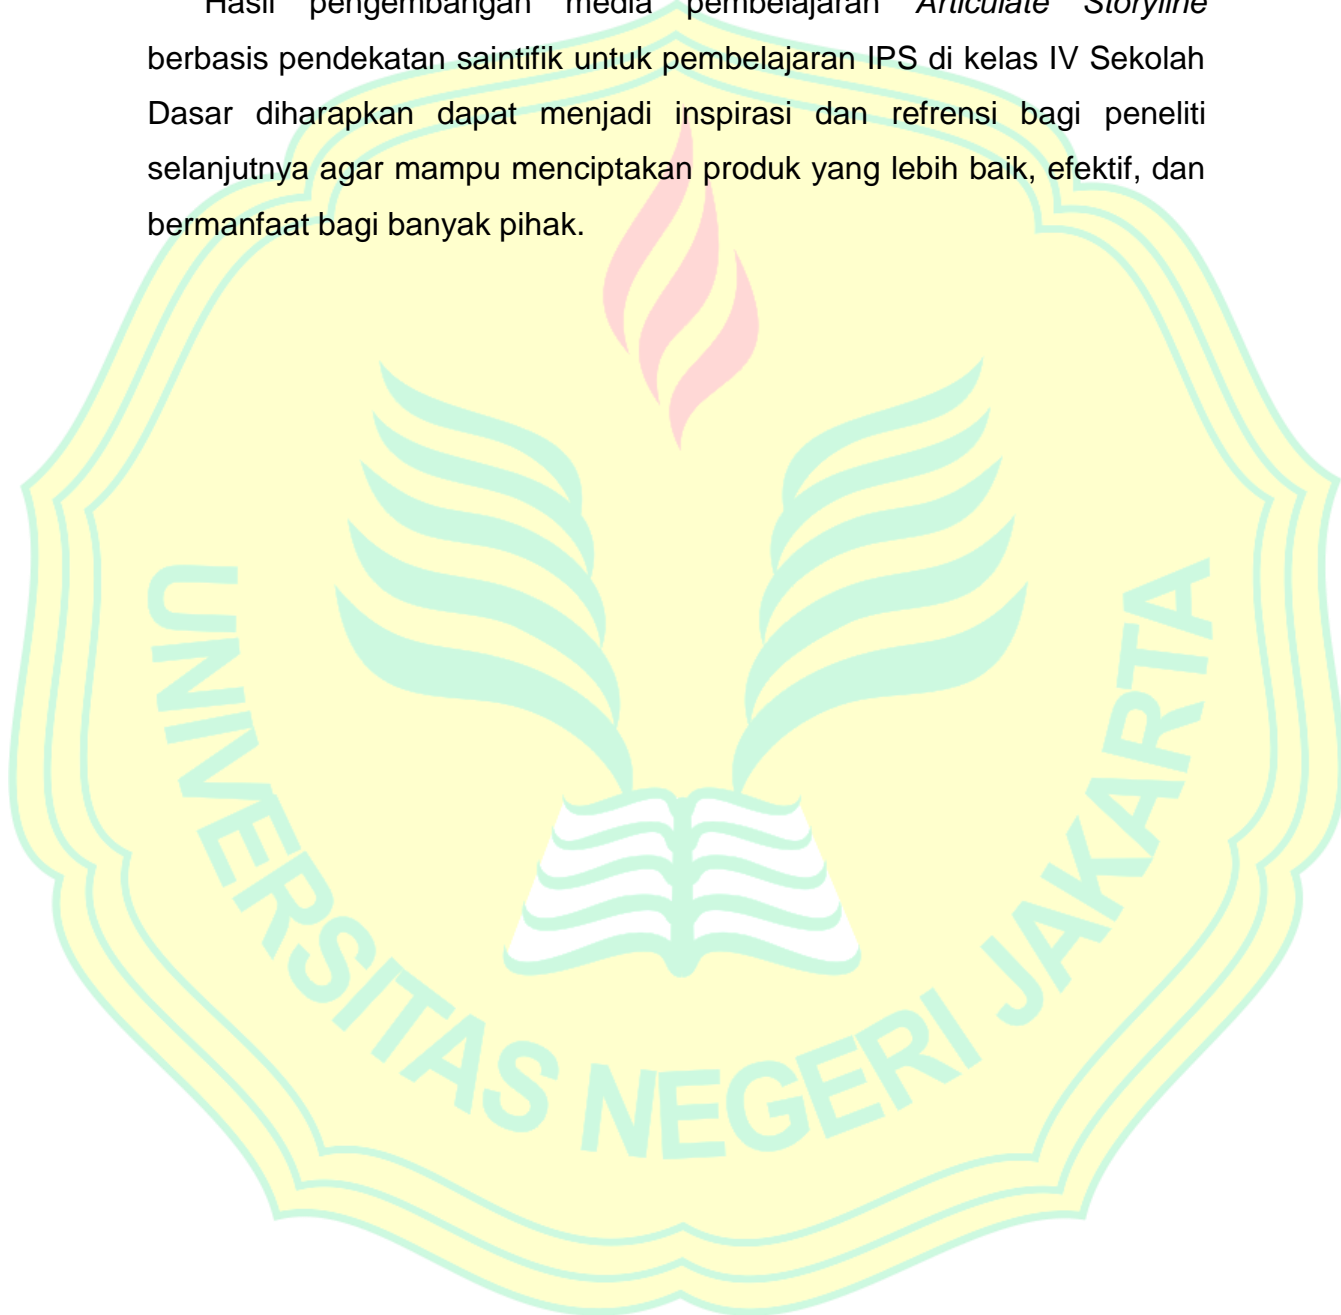 Hasil pengembangan media pembelajaran Articulate Storyline
berbasis pendekatan saintifik untuk pembelajaran IPS di kelas IV Sekolah
Dasar diharapkan dapat menjadi inspirasi dan refrensi bagi peneliti
selanjutnya agar mampu menciptakan produk yang lebih baik, efektif, dan
bermanfaat bagi banyak pihak.
UNIVERSITAS NEGERI JAKARTA